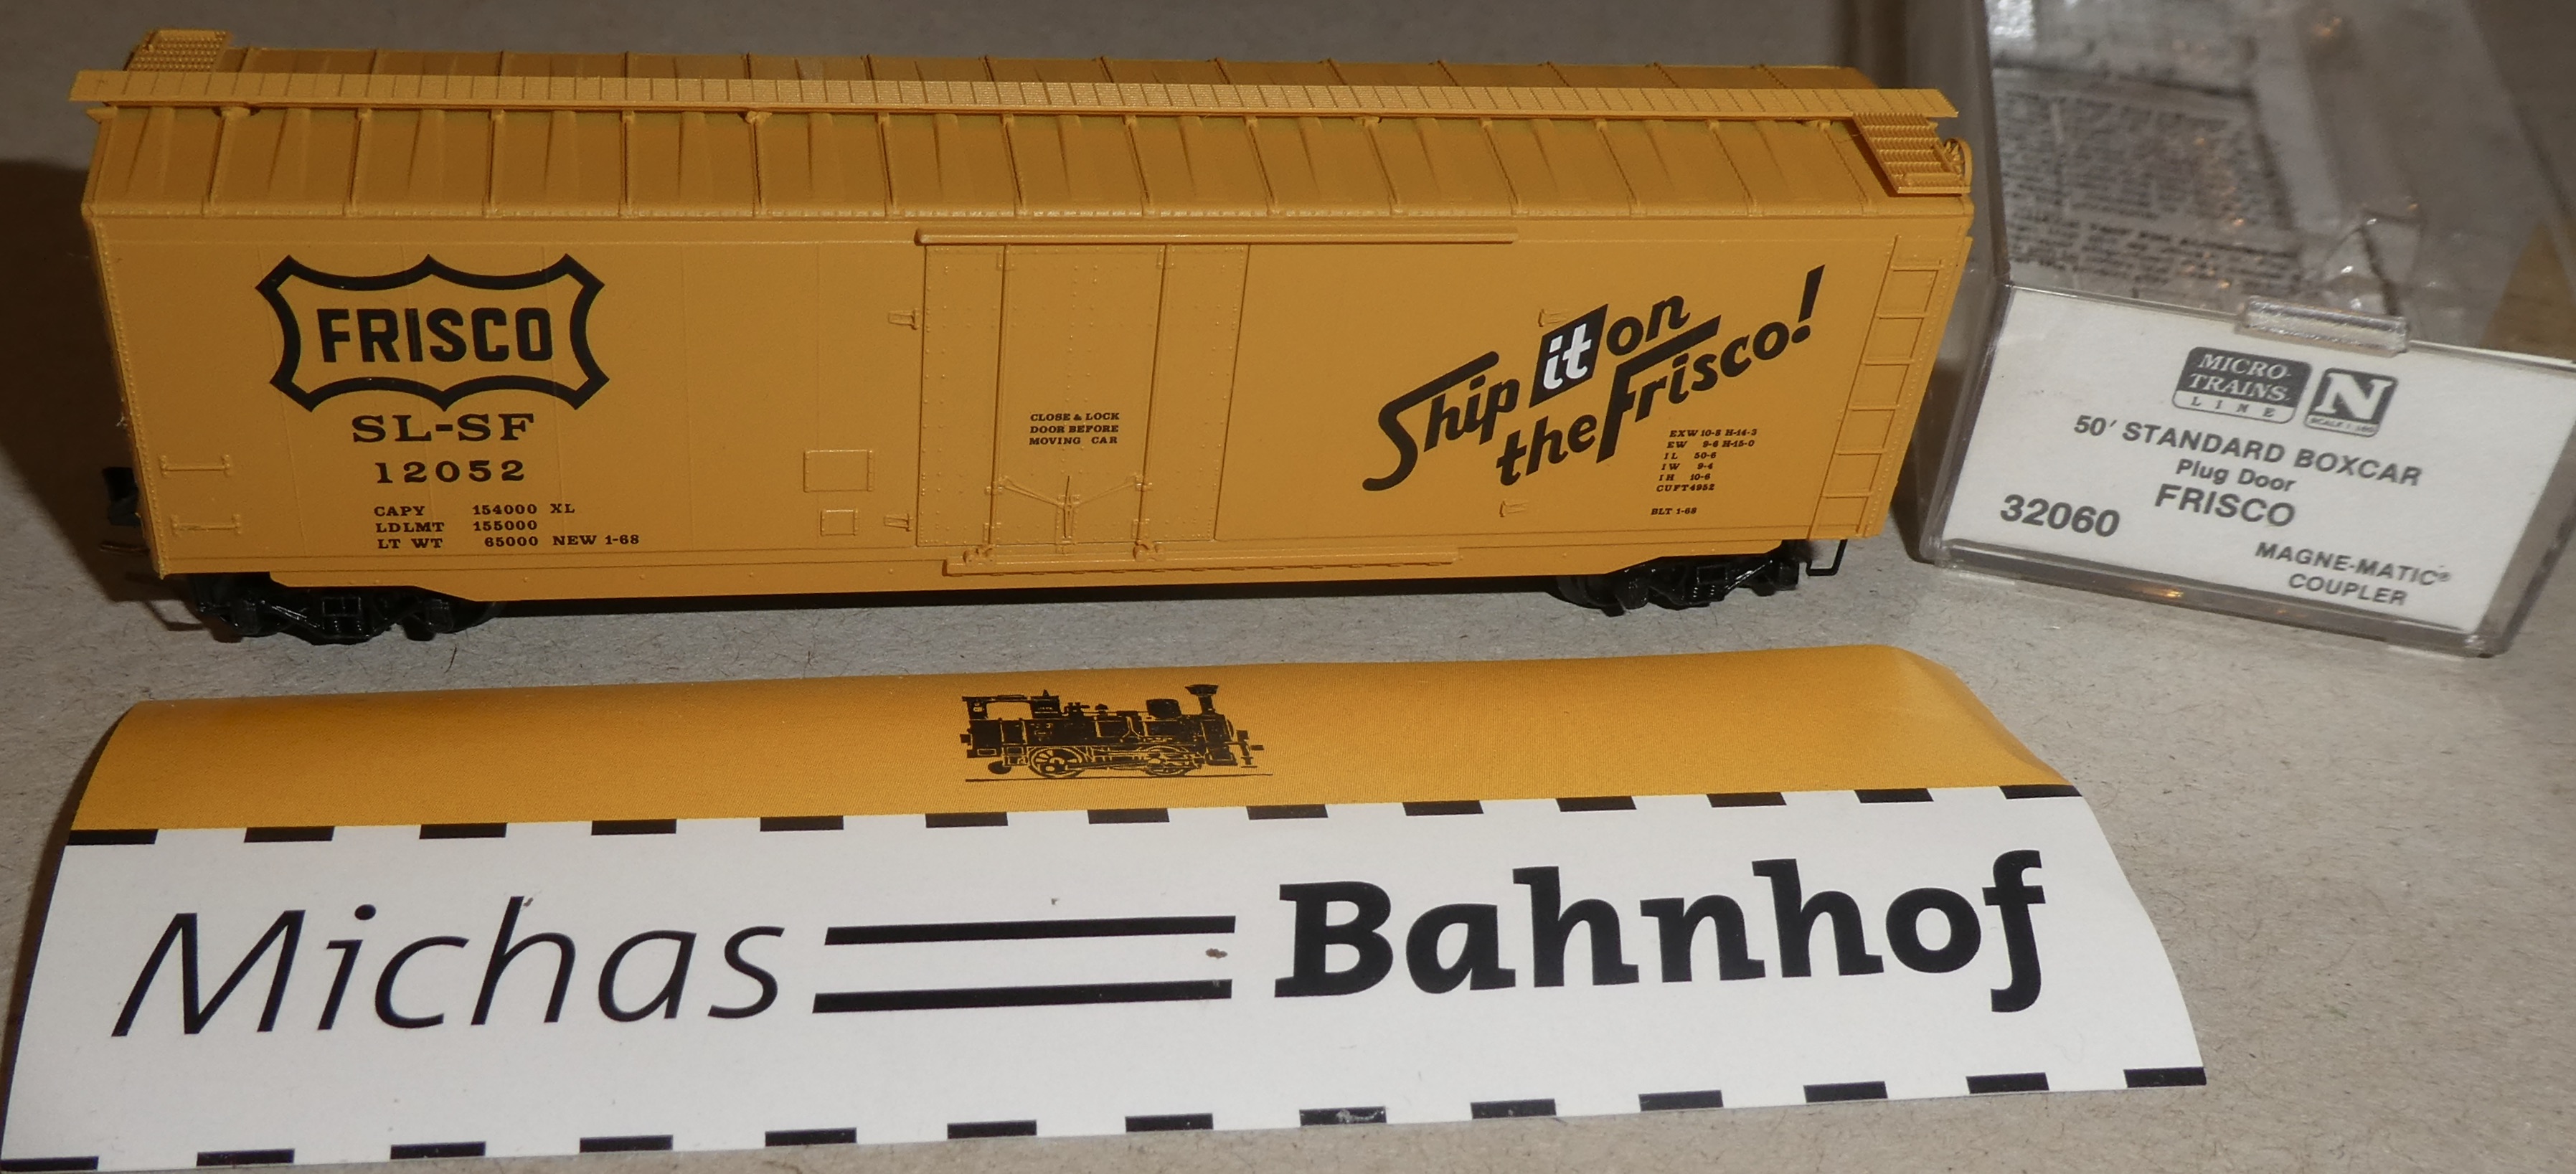 FRISCO
SL-SF
12052
CAPY 154000 XL
LDLMT 155000
LT WT 65000 NEW 1-68
CLOSE & LOCK
DOOR BEFORE
MOVING CAR
Ship it on
the Frisco!
EXW 10-8 H-14-3
EW 9-6 H-15-0
IL 50-6
IW 9-4
IH 10-6
CUFT 4952
BLT 1-68
MICRO-
TRAINS
LINE
N
SCALE 1:160
50' STANDARD BOXCAR
Plug Door
FRISCO
32060
MAGNE-MATIC®
COUPLER
Michas Bahnhof